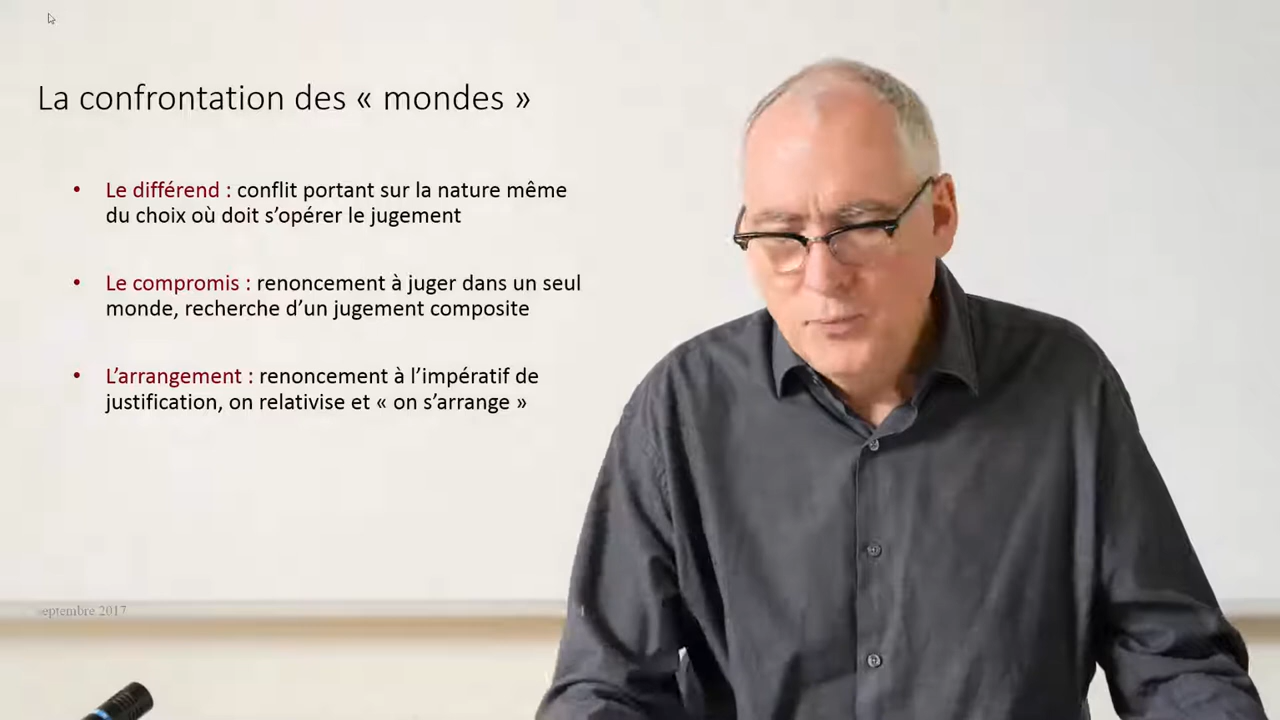 La confrontation des « mondes »
• Le différend : conflit portant sur la nature même
du choix où doit s’opérer le jugement
• Le compromis : renoncement à juger dans un seul
monde, recherche d’un jugement composite
• L’arrangement : renoncement à l’impératif de
justification, on relativise et « on s’arrange »
septembre 2017